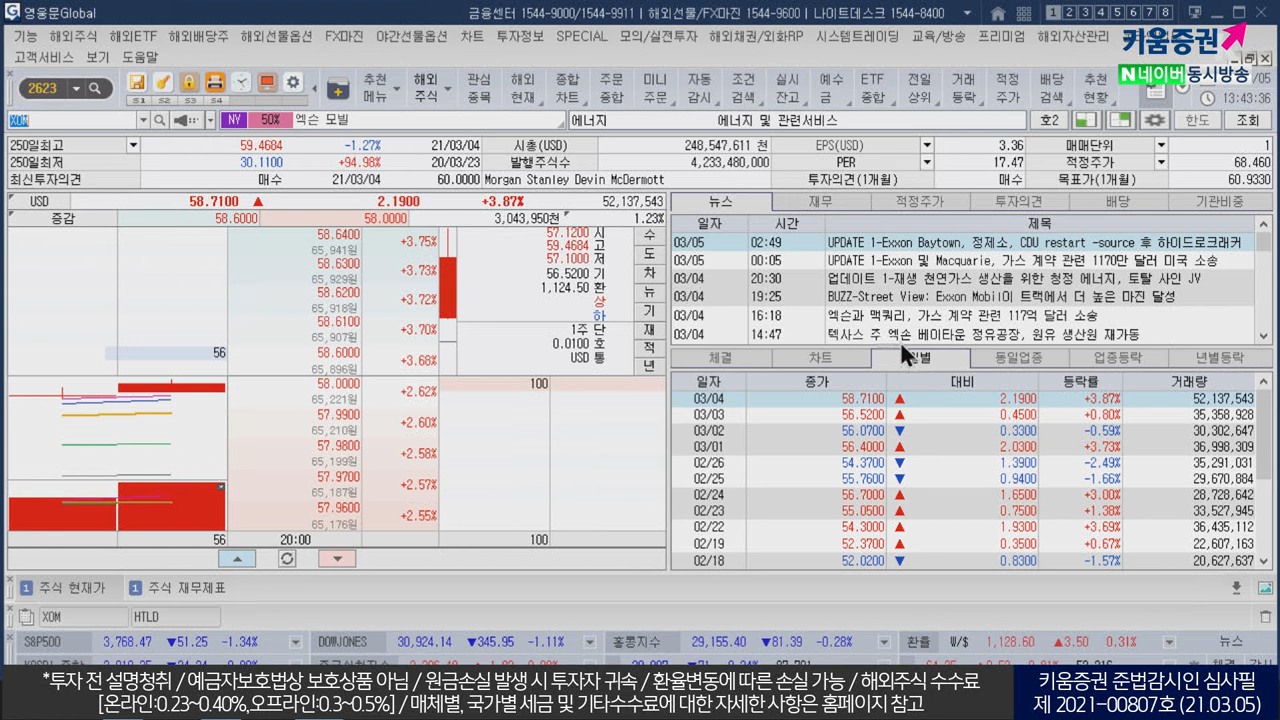 영웅문Global 금융센터 1544-9000/1544-9911 | 해외선물/FX마진 1544-9600 | 나이트데스크 1544-8400 1 2 3 4 5 6 7 8
기능 해외주식 해외ETF 해외배당주 해외선물옵션 FX마진 야간선물옵션 차트 투자정보 SPECIAL 모의/실전투자 해외채권/외화RP 시스템트레이딩 교육/방송 프리미엄 해외자산관리
고객서비스 보기 도움말
키움증권
N네이버 동시방송
2623 S1 S2 S3 S4 추천메뉴 해외주식 관심종목 해외현재 종합차트 주문종합 미니주문 자동감시 조건검색 실시잔고 예수금 ETF종합 전일상위 거래등락 적정주가 배당검색 추천현황
13:43:36
XOM NY 50% 엑슨 모빌 에너지 에너지 및 관련서비스 호2 한도 조회
250일최고 59.4684 -1.27% 21/03/04 시총(USD) 248,547,611 천 EPS(USD) 3.36 매매단위 1
250일최저 30.1100 +94.98% 20/03/23 발행주식수 4,233,480,000 PER 17.47 적정주가 68.460
최신투자의견 매수 21/03/04 60.0000 Morgan Stanley Devin McDermott 투자의견(1개월) 매수 목표가(1개월) 60.9330
USD 58.7100 ▲ 2.1900 +3.87% 52,137,543
증감 58.6000 58.0000 3,043,950천 1.23%
58.6400 65,941원 +3.75%
58.6300 65,929원 +3.73%
58.6200 65,918원 +3.72%
58.6100 65,907원 +3.70%
56 58.6000 65,896원 +3.68%
58.0000 65,221원 +2.62% 100
57.9900 65,210원 +2.60%
57.9800 65,199원 +2.58%
57.9700 65,187원 +2.57%
57.9600 65,176원 +2.55%
56 20:00 100
57.1200 시
59.4684 고
57.1000 저
56.5200 기
1,124.50 환
상
하
1주 단
0.0100 호
USD 통
수
도
차
뉴
기
재
적
년
뉴스 재무 적정주가 투자의견 배당 기관비중
일자 시간 제목
03/05 02:49 UPDATE 1-Exxon Baytown, 정제소, CDU restart -source 후 하이드로크래커
03/05 00:05 UPDATE 1-Exxon 및 Macquarie, 가스 계약 관련 1170만 달러 미국 소송
03/04 20:30 업데이트 1-재생 천연가스 생산을 위한 청정 에너지, 토탈 사인 JV
03/04 19:25 BUZZ-Street View: Exxon Mobil이 트랙에서 더 높은 마진 달성
03/04 16:18 엑슨과 맥쿼리, 가스 계약 관련 117억 달러 소송
03/04 14:47 텍사스 주 엑손 베이타운 정유공장, 원유 생산원 재가동
체결 차트 별 동일업종 업종등락 년별등락
일자 종가 대비 등락률 거래량
03/04 58.7100 ▲ 2.1900 +3.87% 52,137,543
03/03 56.5200 ▲ 0.4500 +0.80% 35,358,928
03/02 56.0700 ▼ 0.3300 -0.59% 30,302,647
03/01 56.4000 ▲ 2.0300 +3.73% 36,998,309
02/26 54.3700 ▼ 1.3900 -2.49% 35,291,031
02/25 55.7600 ▼ 0.9400 -1.66% 29,670,884
02/24 56.7000 ▲ 1.6500 +3.00% 28,728,642
02/23 55.0500 ▲ 0.7500 +1.38% 33,527,945
02/22 54.3000 ▲ 1.9300 +3.69% 36,435,112
02/19 52.3700 ▲ 0.3500 +0.67% 22,607,163
02/18 52.0200 ▼ 0.8300 -1.57% 20,627,637
1 주식 현재가 1 주식 재무제표
XOM HTLD
S&P500 3,768.47 ▼51.25 -1.34% DOWJONES 30,924.14 ▼345.95 -1.11% 홍콩지수 29,155.40 ▼81.39 -0.28% 환율 W/$ 1,128.60 ▲3.50 0.31% 뉴스
*투자 전 설명청취 / 예금자보호법상 보호상품 아님 / 원금손실 발생 시 투자자 귀속 / 환율변동에 따른 손실 가능 / 해외주식 수수료
[온라인:0.23~0.40%,오프라인:0.3~0.5%] / 매체별, 국가별 세금 및 기타수수료에 대한 자세한 사항은 홈페이지 참고
키움증권 준법감시인 심사필
제 2021-00807호 (21.03.05)